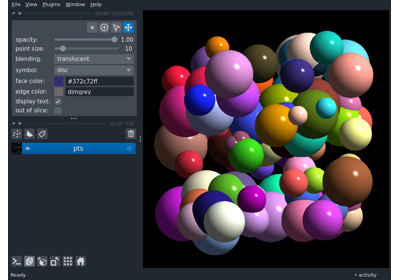 File View Plugins Window Help
layer controls
opacity: 1.00
point size: 10
blending: translucent
symbol: disc
face color: #372c72ff
edge color: dimgrey
display text:
out of slice:
layer list
pts
Ready
activity